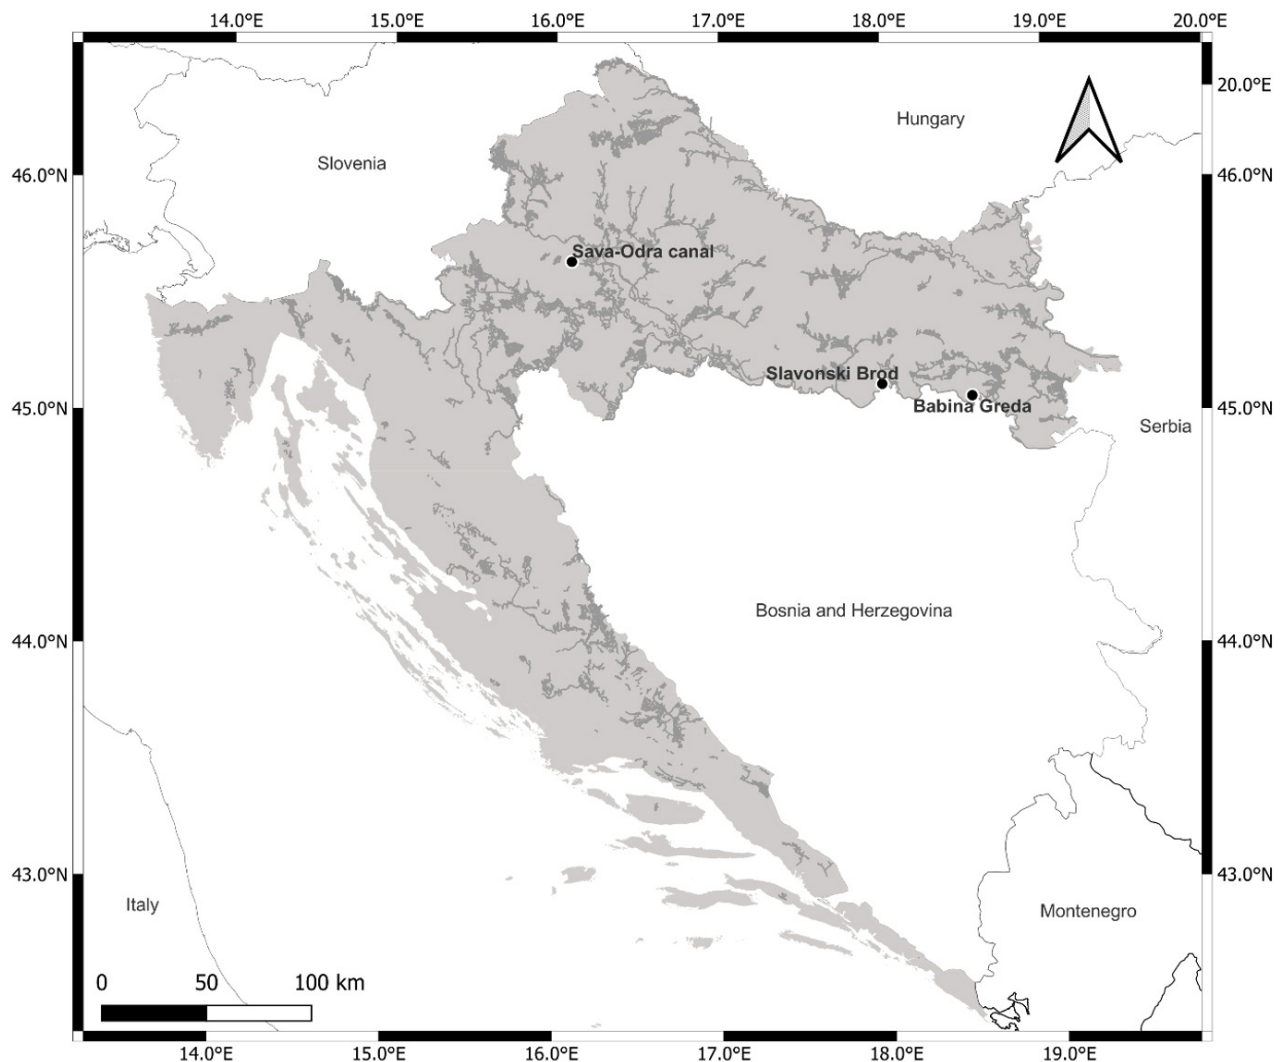 14.0°E 15.0°E 16.0°E 17.0°E 18.0°E 19.0°E 20.0°E
20.0°E
Hungary
Slovenia
46.0°N 46.0°N
Sava-Odra canal
Slavonski Brod
45.0°N 45.0°N
Babina Greda
Serbia
Bosnia and Herzegovina
44.0°N 44.0°N
43.0°N 43.0°N
Italy
Montenegro
0 50 100 km
14.0°E 15.0°E 16.0°E 17.0°E 18.0°E 19.0°E